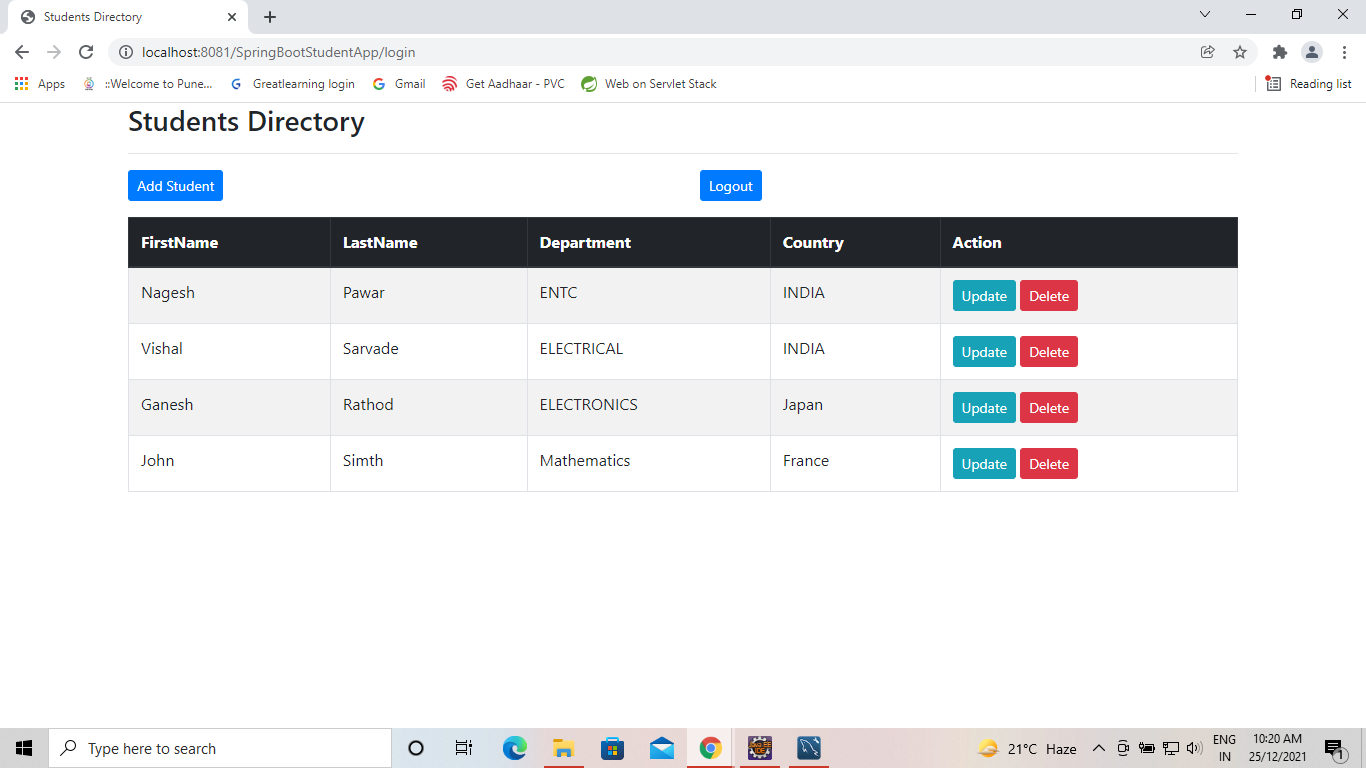 Students Directory
localhost:8081/SpringBootStudentApp/login
Apps ::Welcome to Pune... Greatlearning login Gmail Get Aadhaar - PVC Web on Servlet Stack Reading list
Students Directory
Add Student Logout
FirstName LastName Department Country Action
Nagesh Pawar ENTC INDIA Update Delete
Vishal Sarvade ELECTRICAL INDIA Update Delete
Ganesh Rathod ELECTRONICS Japan Update Delete
John Simth Mathematics France Update Delete
Type here to search 21°C Haze
ENG 10:20 AM
IN 25/12/2021 1